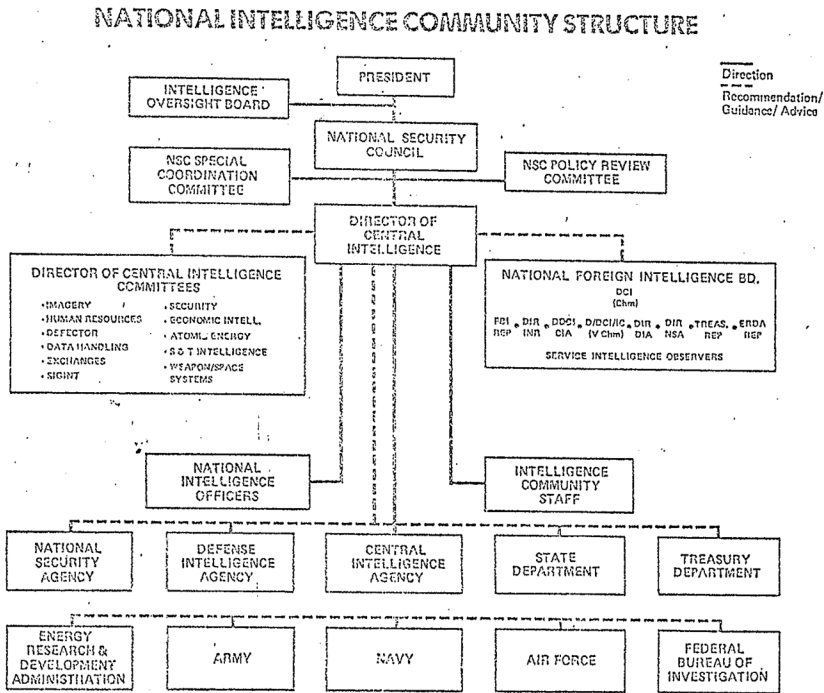 NATIONAL INTELLIGENCE COMMUNITY STRUCTURE
PRESIDENT
Direction
Recommendation/
Guidance/ Advice
INTELLIGENCE
OVERSIGHT BOARD
NATIONAL SECURITY
COUNCIL
NSC SPECIAL
COORDINATION
COMMITTEE
NSC POLICY REVIEW
COMMITTEE
DIRECTOR OF
CENTRAL
INTELLIGENCE
DIRECTOR OF CENTRAL INTELLIGENCE
COMMITTEES
• IMAGERY
• HUMAN RESOURCES
• DEFECTOR
• DATA HANDLING
• EXCHANGES
• SIGINT
• SECURITY
• ECONOMIC INTELL.
• ATOMIC ENERGY
• S & T INTELLIGENCE
• WEAPON/SPACE
SYSTEMS
NATIONAL FOREIGN INTELLIGENCE BD.
DCI
(Chm)
FBI • DIR • DDCI • D/DCI/IC • DIR • DIR • TREAS. • ERDA
REP INR CIA (V Chm) DIA NSA REP REP
SERVICE INTELLIGENCE OBSERVERS
NATIONAL
INTELLIGENCE
OFFICERS
INTELLIGENCE
COMMUNITY
STAFF
NATIONAL
SECURITY
AGENCY
DEFENSE
INTELLIGENCE
AGENCY
CENTRAL
INTELLIGENCE
AGENCY
STATE
DEPARTMENT
TREASURY
DEPARTMENT
ENERGY
RESEARCH &
DEVELOPMENT
ADMINISTRATION
ARMY
NAVY
AIR FORCE
FEDERAL
BUREAU OF
INVESTIGATION